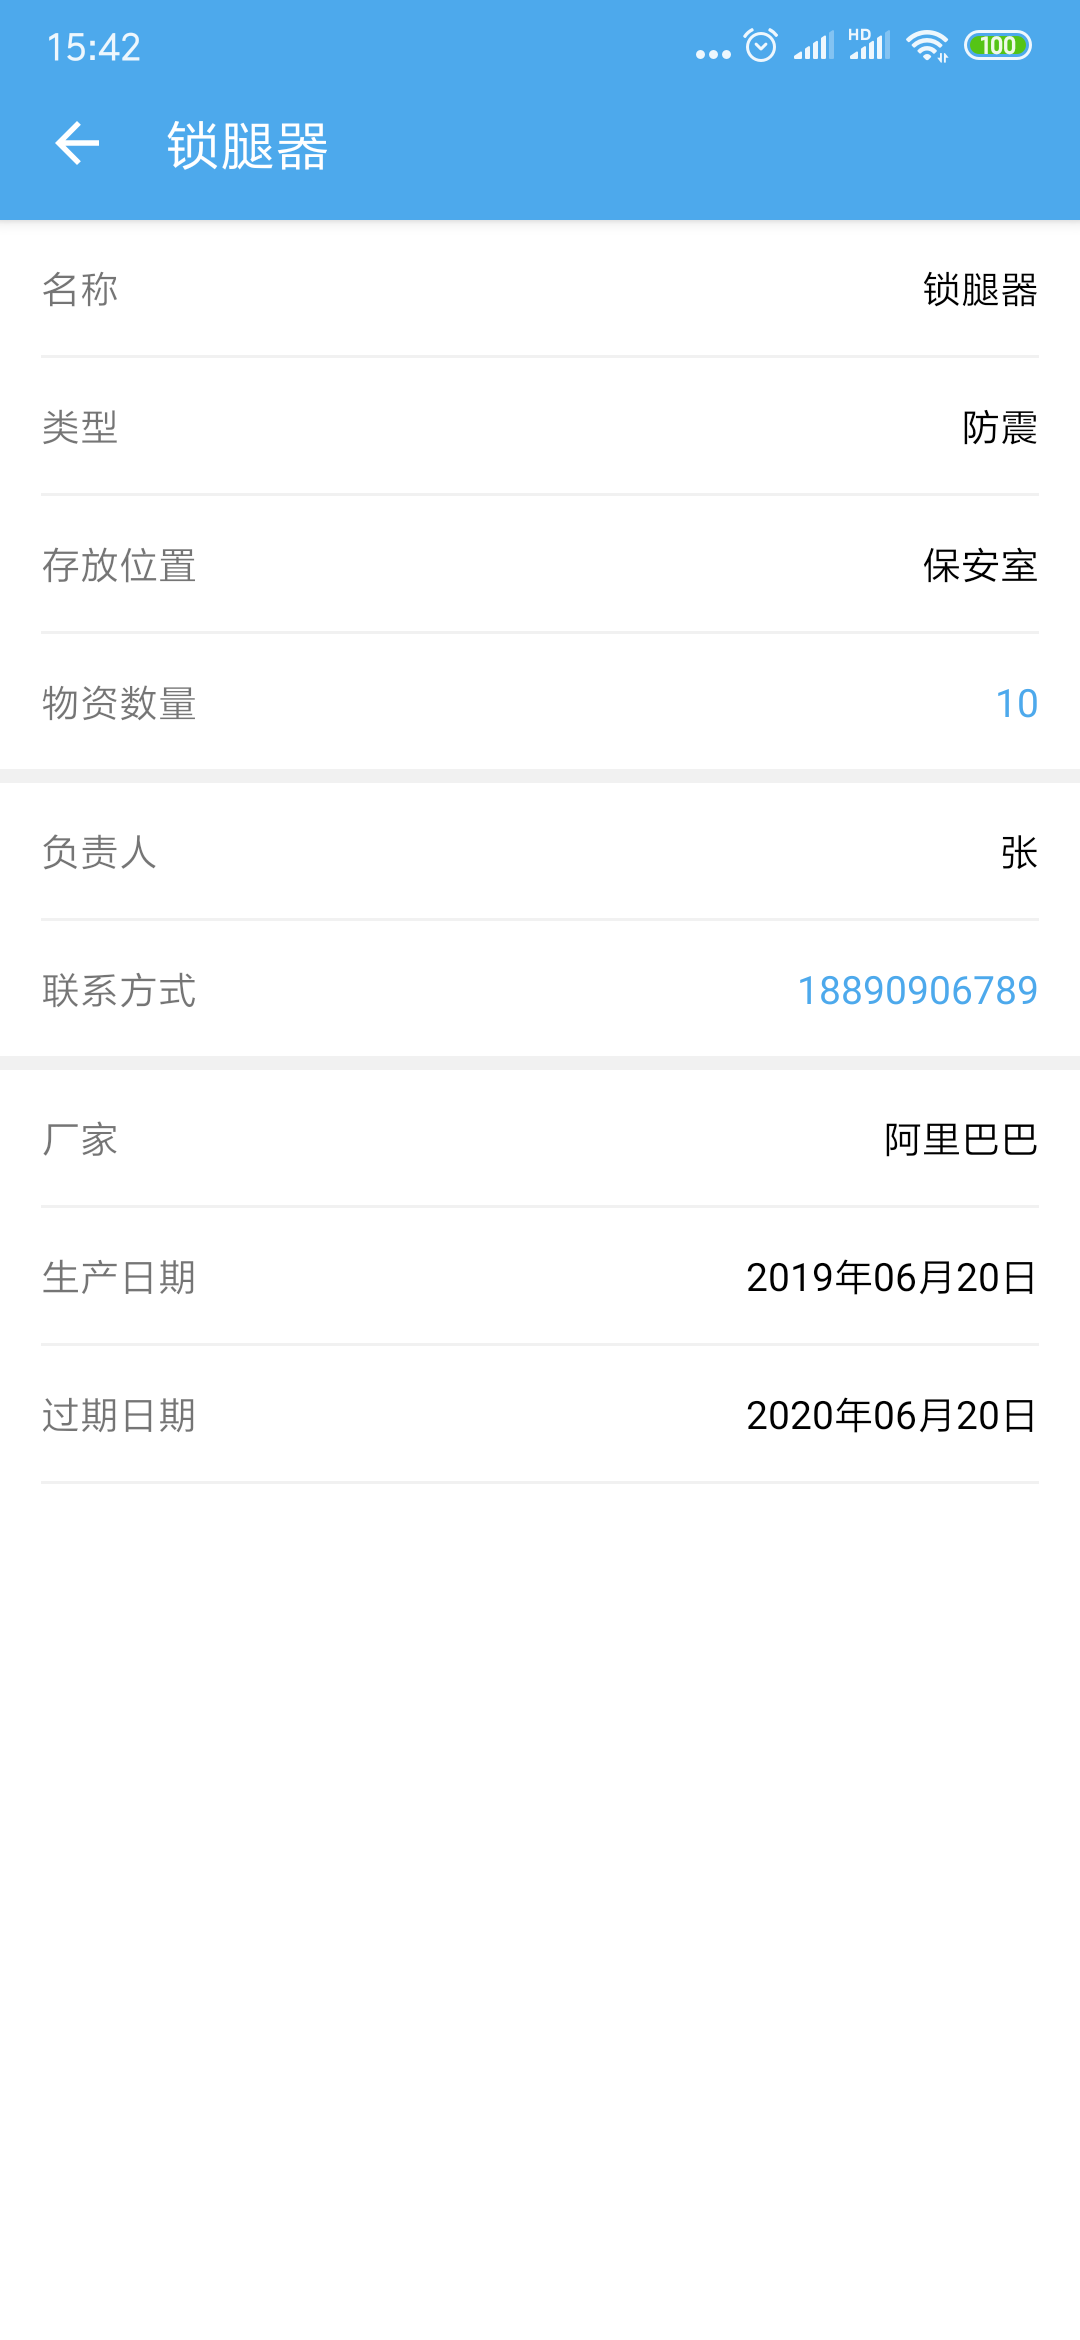 15:42
HD
100
锁腿器
名称 锁腿器
类型 防震
存放位置 保安室
物资数量 10
负责人 张
联系方式 18890906789
厂家 阿里巴巴
生产日期 2019年06月20日
过期日期 2020年06月20日